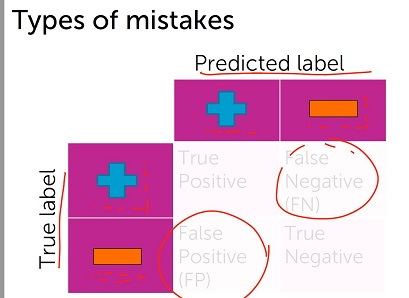 Types of mistakes
Predicted label
True label
True
Positive
False
Negative
(FN)
False
Positive
(FP)
True
Negative